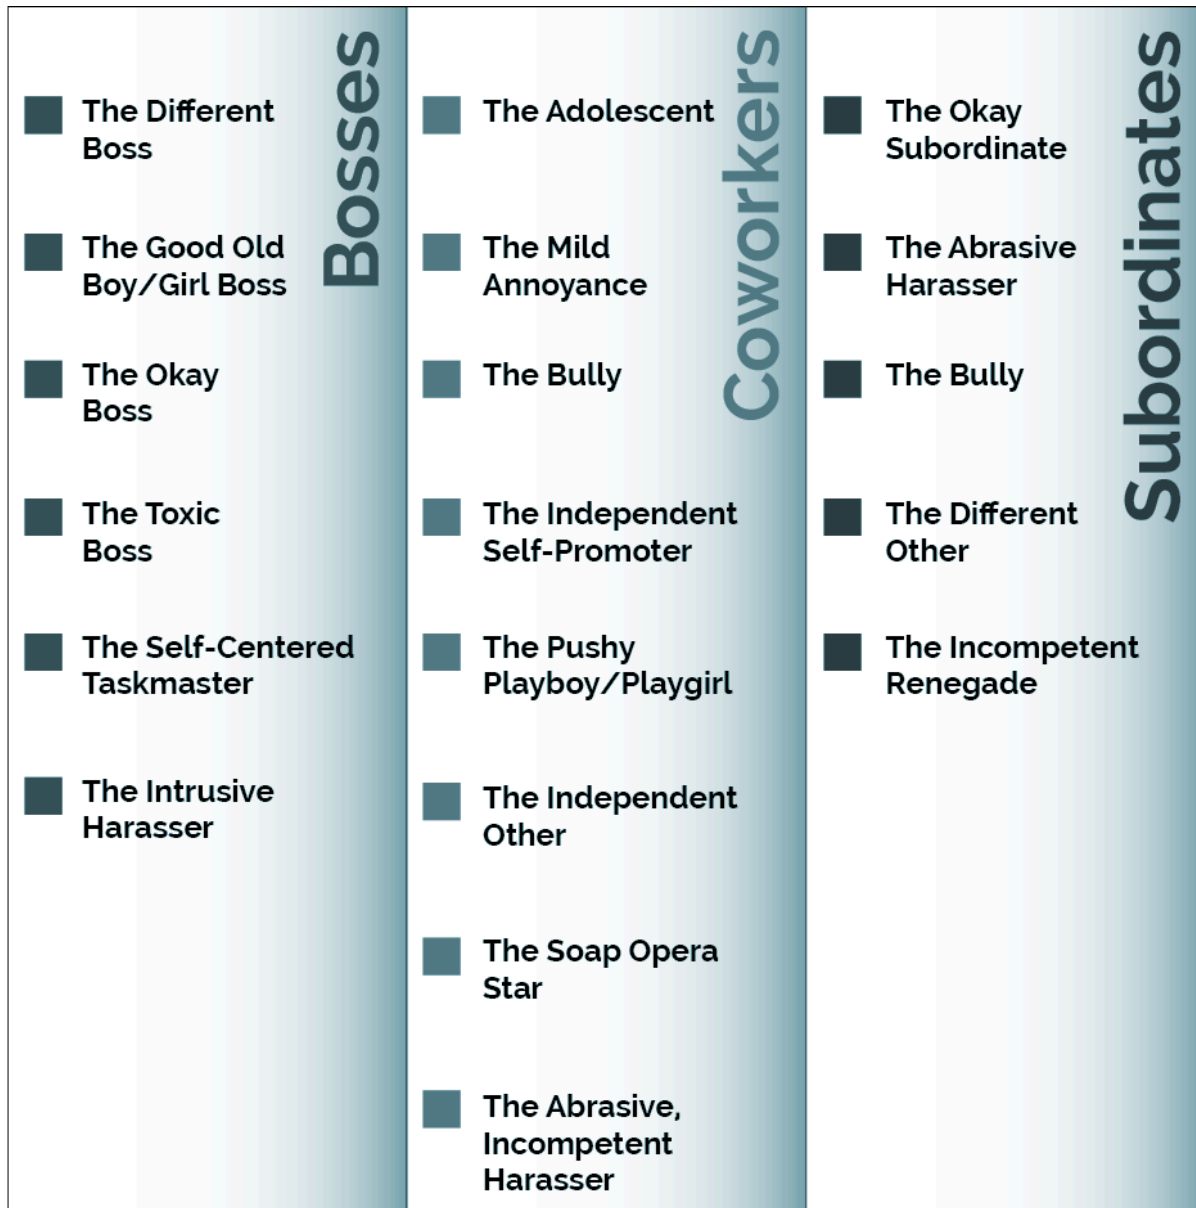 Bosses
The Different
Boss
The Good Old
Boy/Girl Boss
The Okay
Boss
The Toxic
Boss
The Self-Centered
Taskmaster
The Intrusive
Harasser
Coworkers
The Adolescent
The Mild
Annoyance
The Bully
The Independent
Self-Promoter
The Pushy
Playboy/Playgirl
The Independent
Other
The Soap Opera
Star
The Abrasive,
Incompetent
Harasser
Subordinates
The Okay
Subordinate
The Abrasive
Harasser
The Bully
The Different
Other
The Incompetent
Renegade